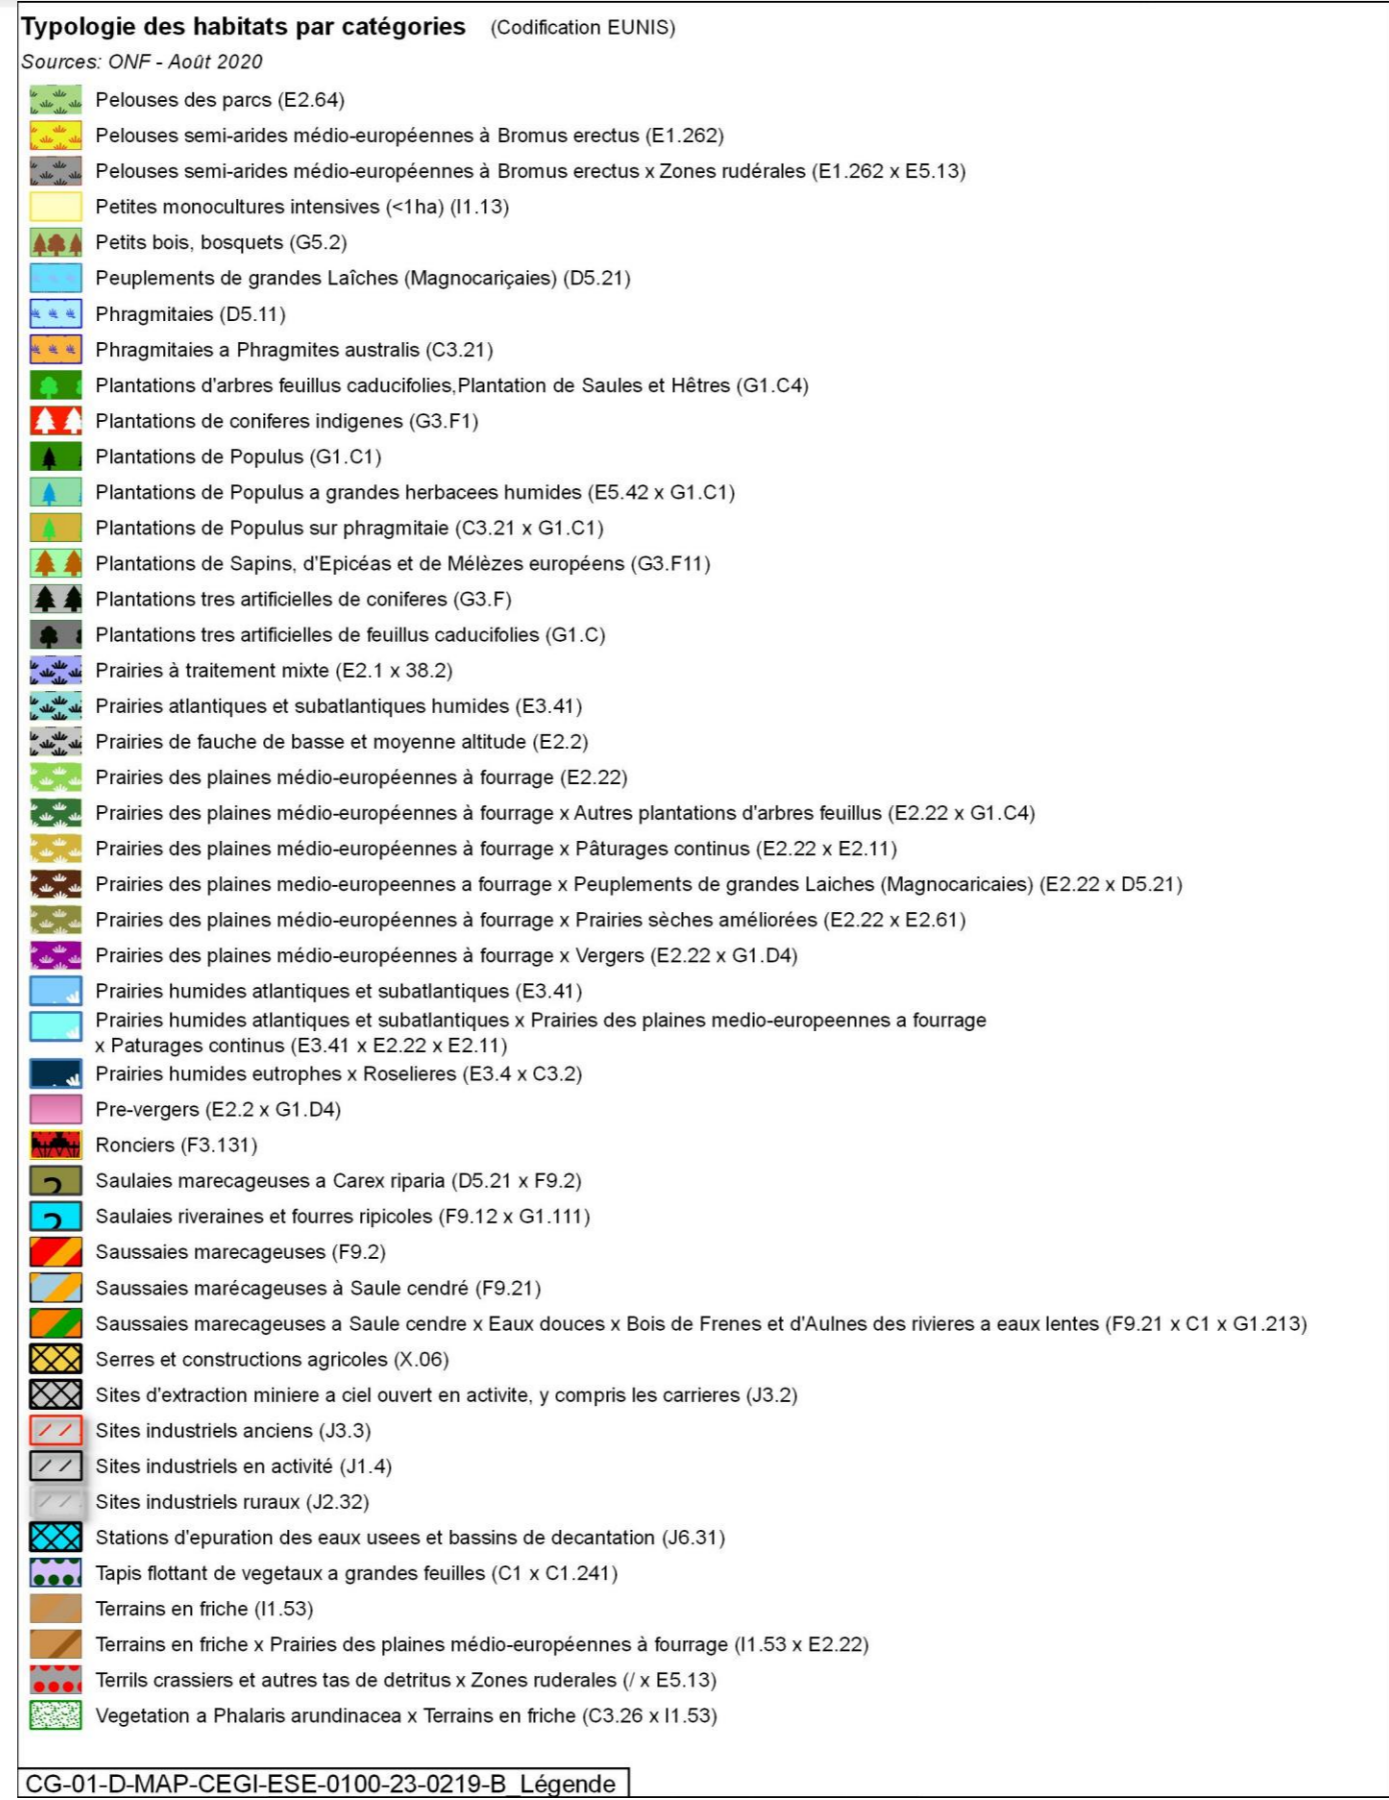 Typologie des habitats par catégories (Codification EUNIS)
Sources: ONF - Août 2020
Pelouses des parcs (E2.64)
Pelouses semi-arides médio-européennes à Bromus erectus (E1.262)
Pelouses semi-arides médio-européennes à Bromus erectus x Zones rudérales (E1.262 x E5.13)
Petites monocultures intensives (<1ha) (I1.13)
Petits bois, bosquets (G5.2)
Peuplements de grandes Laîches (Magnocariçaies) (D5.21)
Phragmitaies (D5.11)
Phragmitaies a Phragmites australis (C3.21)
Plantations d'arbres feuillus caducifolies,Plantation de Saules et Hêtres (G1.C4)
Plantations de coniferes indigenes (G3.F1)
Plantations de Populus (G1.C1)
Plantations de Populus a grandes herbacees humides (E5.42 x G1.C1)
Plantations de Populus sur phragmitaie (C3.21 x G1.C1)
Plantations de Sapins, d'Epicéas et de Mélèzes européens (G3.F11)
Plantations tres artificielles de coniferes (G3.F)
Plantations tres artificielles de feuillus caducifolies (G1.C)
Prairies à traitement mixte (E2.1 x 38.2)
Prairies atlantiques et subatlantiques humides (E3.41)
Prairies de fauche de basse et moyenne altitude (E2.2)
Prairies des plaines médio-européennes à fourrage (E2.22)
Prairies des plaines médio-européennes à fourrage x Autres plantations d'arbres feuillus (E2.22 x G1.C4)
Prairies des plaines médio-européennes à fourrage x Pâturages continus (E2.22 x E2.11)
Prairies des plaines medio-europeennes a fourrage x Peuplements de grandes Laiches (Magnocaricaies) (E2.22 x D5.21)
Prairies des plaines médio-européennes à fourrage x Prairies sèches améliorées (E2.22 x E2.61)
Prairies des plaines médio-européennes à fourrage x Vergers (E2.22 x G1.D4)
Prairies humides atlantiques et subatlantiques (E3.41)
Prairies humides atlantiques et subatlantiques x Prairies des plaines medio-europeennes a fourrage
x Paturages continus (E3.41 x E2.22 x E2.11)
Prairies humides eutrophes x Roselieres (E3.4 x C3.2)
Pre-vergers (E2.2 x G1.D4)
Ronciers (F3.131)
Saulaies marecageuses a Carex riparia (D5.21 x F9.2)
Saulaies riveraines et fourres ripicoles (F9.12 x G1.111)
Saussaies marecageuses (F9.2)
Saussaies marécageuses à Saule cendré (F9.21)
Saussaies marecageuses a Saule cendre x Eaux douces x Bois de Frenes et d'Aulnes des rivieres a eaux lentes (F9.21 x C1 x G1.213)
Serres et constructions agricoles (X.06)
Sites d'extraction miniere a ciel ouvert en activite, y compris les carrieres (J3.2)
Sites industriels anciens (J3.3)
Sites industriels en activité (J1.4)
Sites industriels ruraux (J2.32)
Stations d'epuration des eaux usees et bassins de decantation (J6.31)
Tapis flottant de vegetaux a grandes feuilles (C1 x C1.241)
Terrains en friche (I1.53)
Terrains en friche x Prairies des plaines médio-européennes à fourrage (I1.53 x E2.22)
Terrils crassiers et autres tas de detritus x Zones ruderales (/ x E5.13)
Vegetation a Phalaris arundinacea x Terrains en friche (C3.26 x I1.53)
CG-01-D-MAP-CEGI-ESE-0100-23-0219-B_Légende